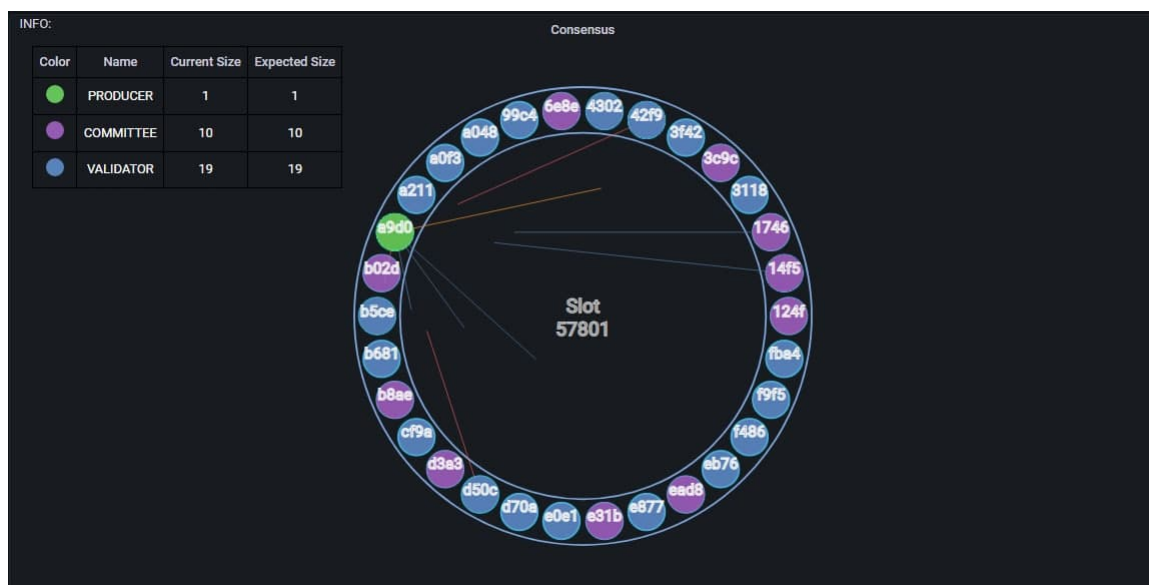 INFO:
Consensus
Color Name Current Size Expected Size
PRODUCER 1 1
COMMITTEE 10 10
VALIDATOR 19 19
6e8e
4302
42f9
3f42
3c9c
3118
1746
14f5
124f
fba4
f9f5
f486
eb76
ead8
e877
e31b
e0e1
d70a
d50c
d3a3
cf9a
b8ae
b681
b5ce
b02d
a9d0
a211
a0f3
a048
99c4
Slot
57801